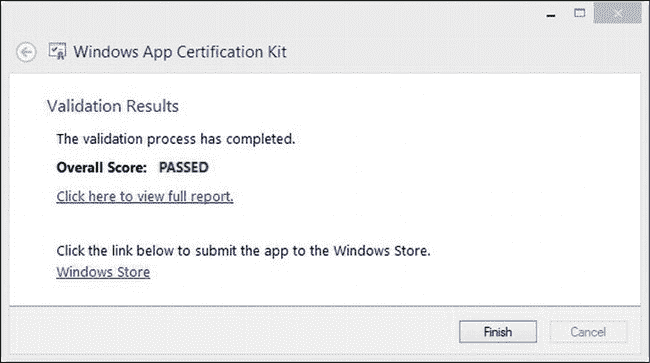 Windows App Certification Kit
Validation Results
The validation process has completed.
Overall Score: PASSED
Click here to view full report.
Click the link below to submit the app to the Windows Store.
Windows Store
Finish
Cancel